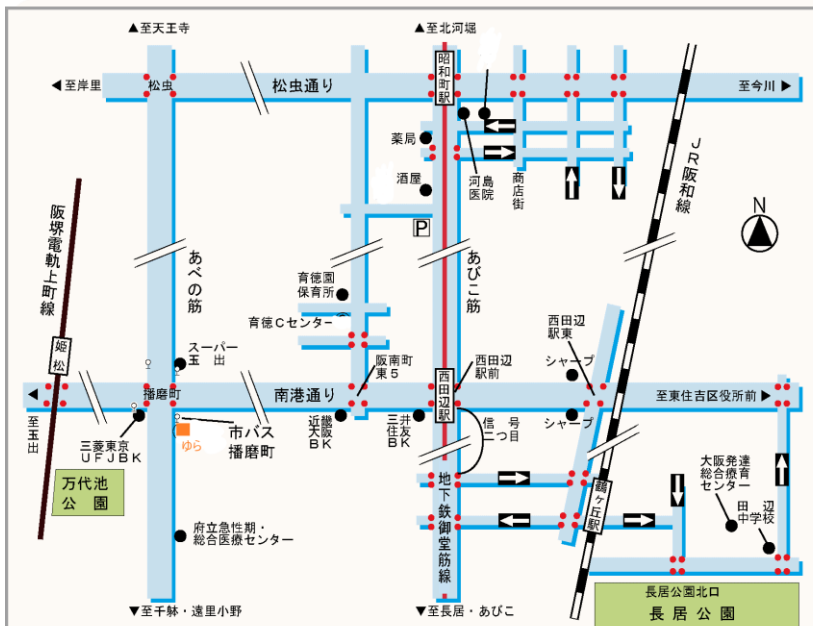 ▲至天王寺
▲至北河堀
◀至岸里
松虫
松虫通り
昭和町駅
至今川▶
薬局
酒屋
河島
医院
商店街
JR阪和線
N
P
阪堺電軌上町線
あべの筋
あびこ筋
育徳園
保育所
育徳Cセンター
西田辺
駅東
スーパー
玉出
姫松
阪南町
東5
西田辺
駅前
シャープ
◀
播磨町
南港通り
西田辺駅
至東住吉区役所前▶
至玉出
三菱東京
UFJBK
ゆら
市バス
播磨町
近畿
大阪
BK
三井
住友
BK
信号
二つ目
シャープ
万代池
公園
地下鉄御堂筋線
鶴ヶ丘駅
大阪発達
総合療育
センター
田辺
中学校
府立急性期・
総合医療センター
▼至千躰・遠里小野
▼至長居・あびこ
長居公園北口
長居公園